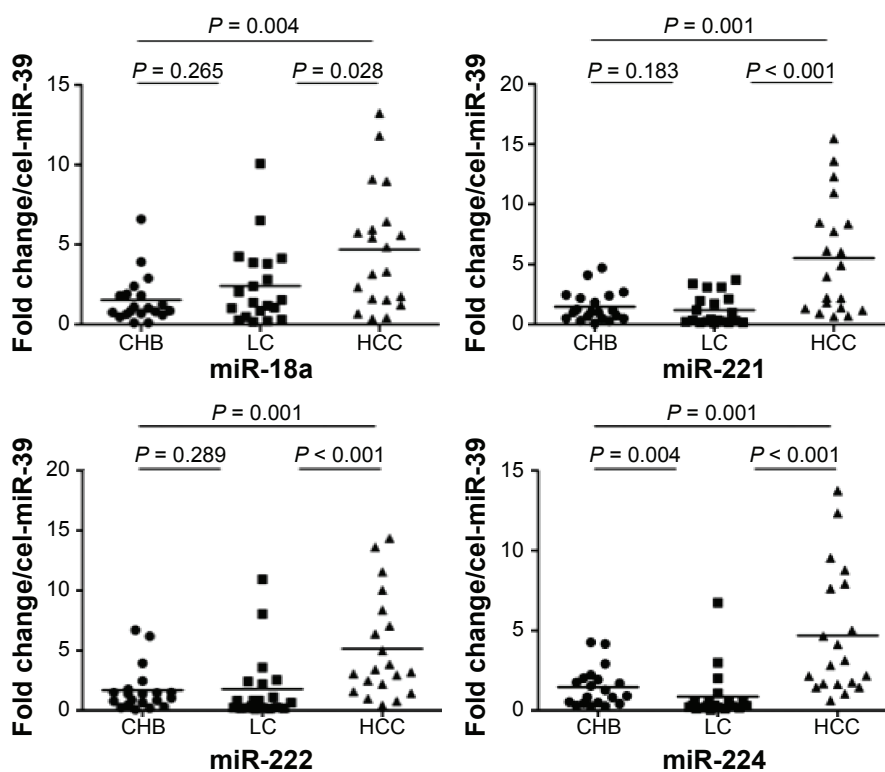 P = 0.004
P = 0.265
P = 0.028
Fold change/cel-miR-39
15
10
5
0
CHB
LC
HCC
miR-18a
P = 0.001
P = 0.183
P < 0.001
Fold change/cel-miR-39
20
15
10
5
0
CHB
LC
HCC
miR-221
P = 0.001
P = 0.289
P < 0.001
Fold change/cel-miR-39
20
15
10
5
0
CHB
LC
HCC
miR-222
P = 0.001
P = 0.004
P < 0.001
Fold change/cel-miR-39
15
10
5
0
CHB
LC
HCC
miR-224